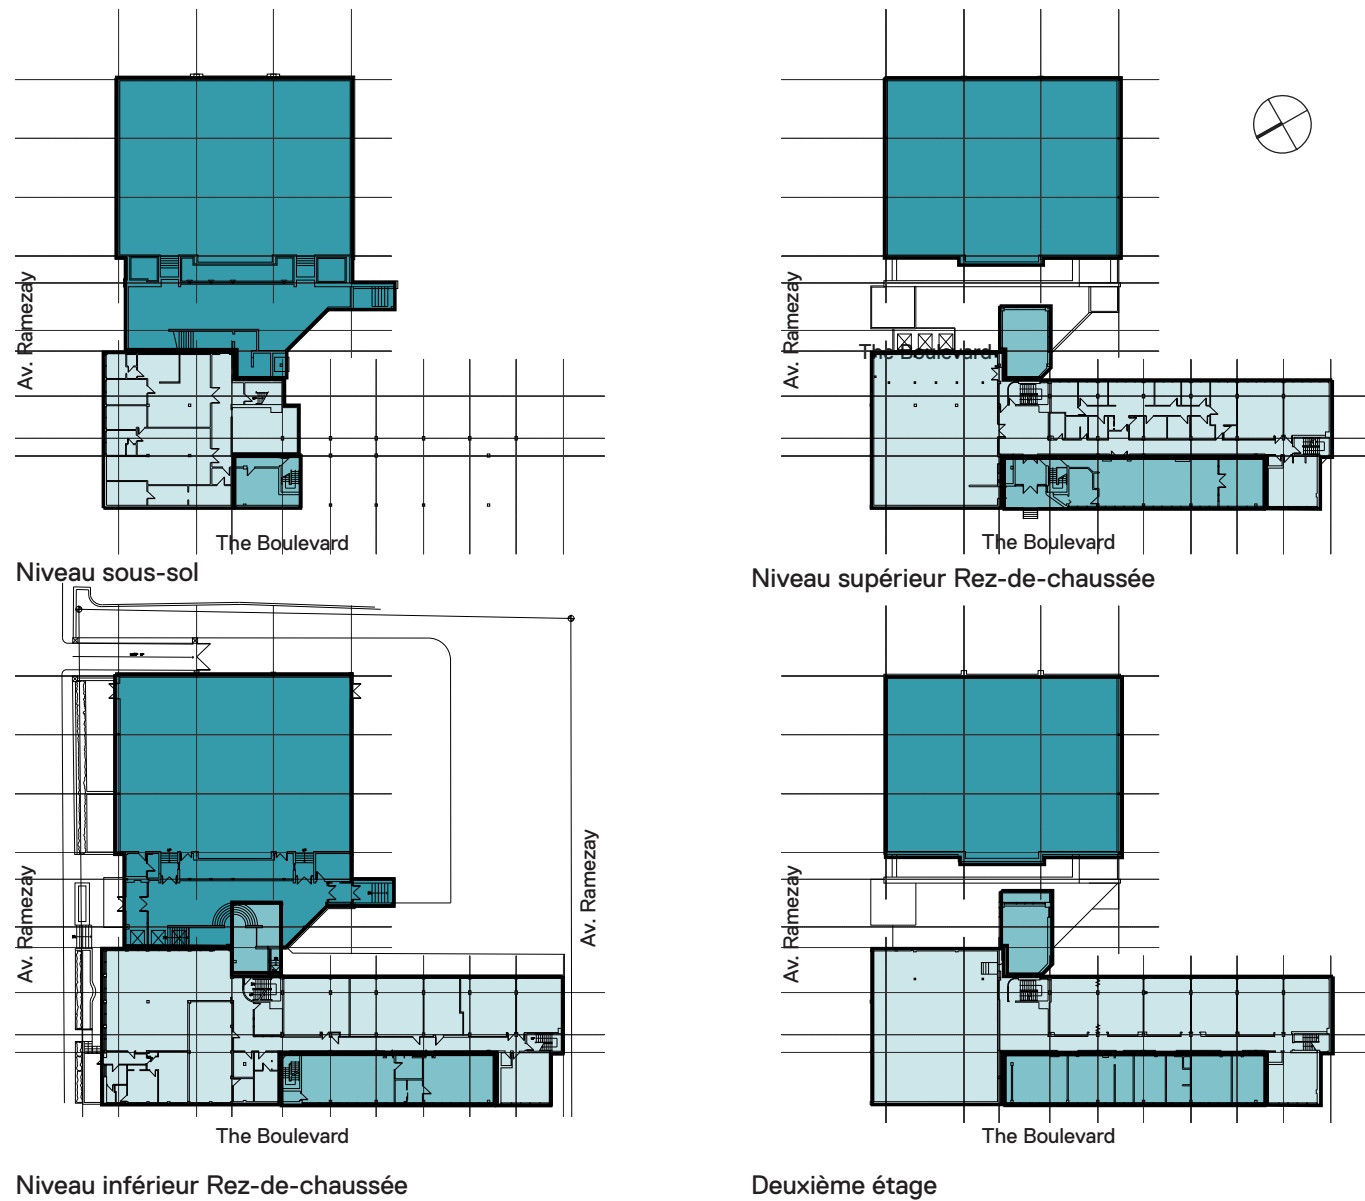 Av. Ramezay
The Boulevard
Niveau sous-sol
Av. Ramezay
The Boulevard
The Boulevard
Niveau supérieur Rez-de-chaussée
Av. Ramezay
Av. Ramezay
The Boulevard
Niveau inférieur Rez-de-chaussée
Av. Ramezay
The Boulevard
Deuxième étage